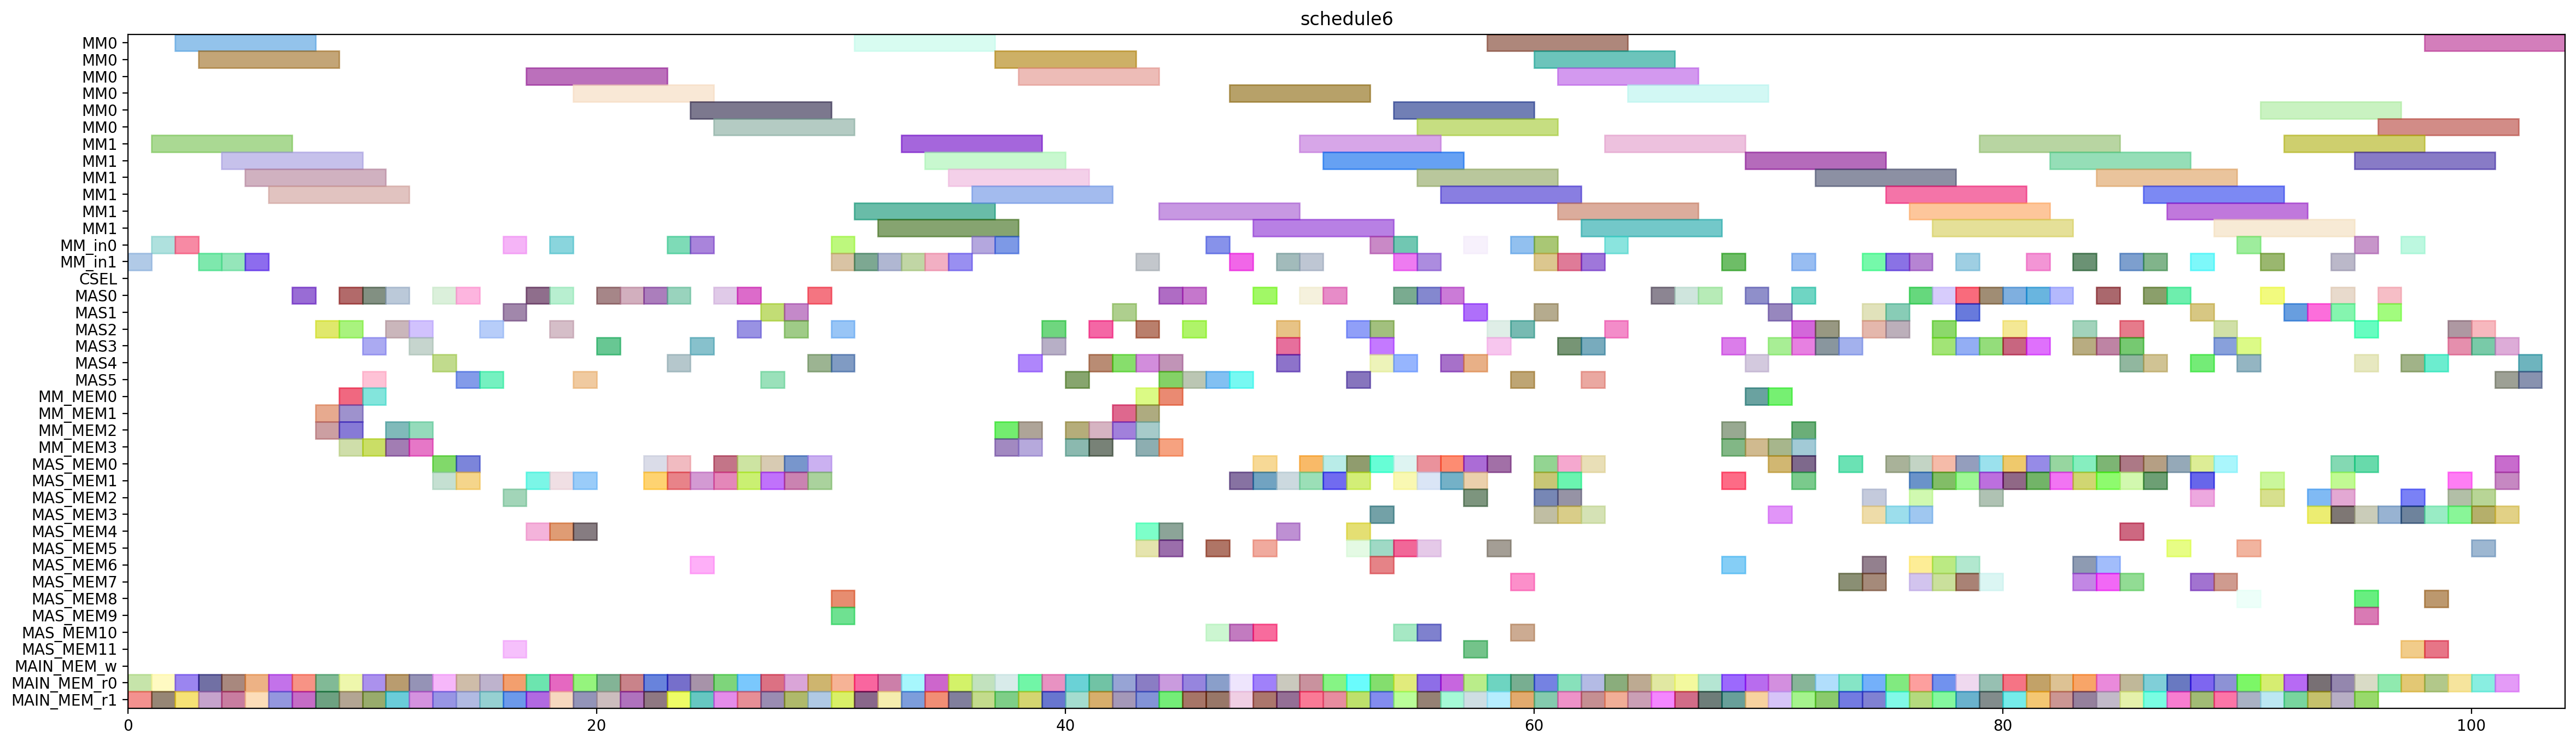 schedule6
MM0
MM0
MM0
MM0
MM0
MM0
MM1
MM1
MM1
MM1
MM1
MM1
MM_in0
MM_in1
CSEL
MAS0
MAS1
MAS2
MAS3
MAS4
MAS5
MM_MEM0
MM_MEM1
MM_MEM2
MM_MEM3
MAS_MEM0
MAS_MEM1
MAS_MEM2
MAS_MEM3
MAS_MEM4
MAS_MEM5
MAS_MEM6
MAS_MEM7
MAS_MEM8
MAS_MEM9
MAS_MEM10
MAS_MEM11
MAIN_MEM_w
MAIN_MEM_r0
MAIN_MEM_r1
0 20 40 60 80 100